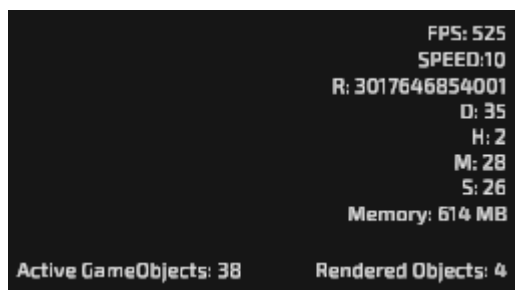 FPS: 525
SPEED:10
R: 3017646854001
D: 35
H: 2
M: 28
S: 26
Memory: 614 MB
Active GameObjects: 38
Rendered Objects: 4